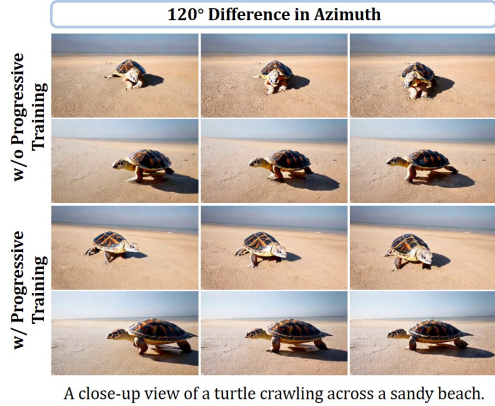 120° Difference in Azimuth
w/o Progressive
Training
w/ Progressive
Training
A close-up view of a turtle crawling across a sandy beach.